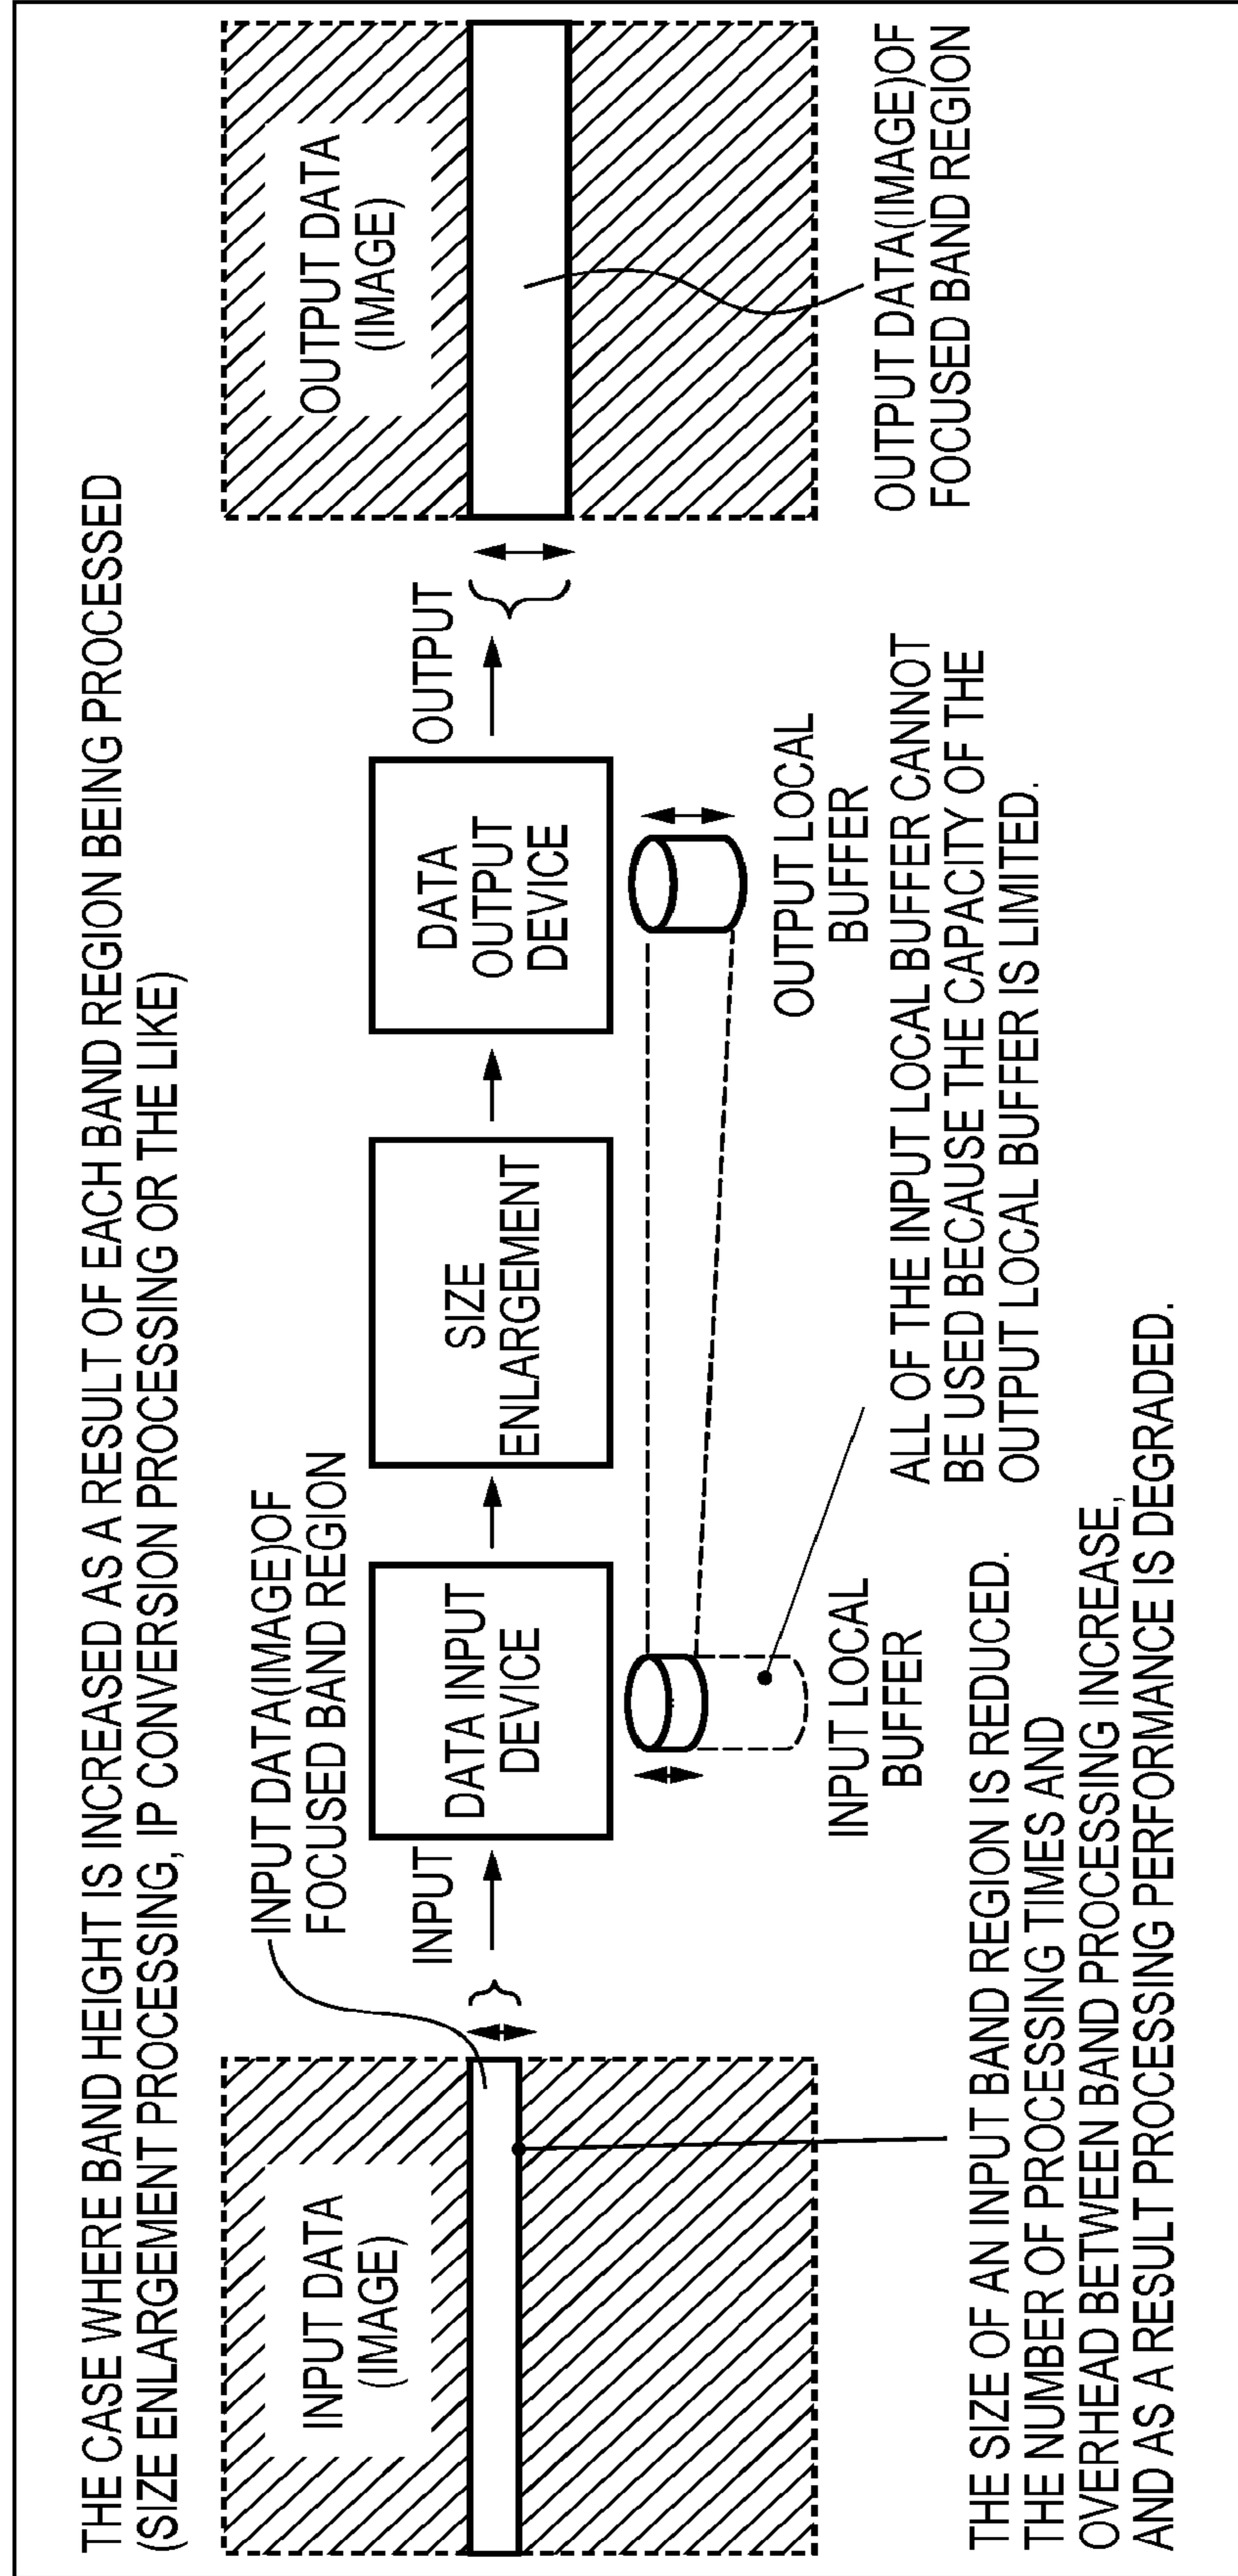 THE CASE WHERE BAND HEIGHT IS INCREASED AS A RESULT OF EACH BAND REGION BEING PROCESSED
(SIZE ENLARGEMENT PROCESSING, IP CONVERSION PROCESSING OR THE LIKE)
INPUT DATA
(IMAGE)
INPUT DATA(IMAGE)OF
FOCUSED BAND REGION
INPUT
DATA INPUT
DEVICE
SIZE
ENLARGEMENT
DATA
OUTPUT
DEVICE
OUTPUT
OUTPUT DATA
(IMAGE)
INPUT LOCAL
BUFFER
OUTPUT LOCAL
BUFFER
OUTPUT DATA(IMAGE)OF
FOCUSED BAND REGION
ALL OF THE INPUT LOCAL BUFFER CANNOT
BE USED BECAUSE THE CAPACITY OF THE
OUTPUT LOCAL BUFFER IS LIMITED.
THE SIZE OF AN INPUT BAND REGION IS REDUCED.
THE NUMBER OF PROCESSING TIMES AND
OVERHEAD BETWEEN BAND PROCESSING INCREASE,
AND AS A RESULT PROCESSING PERFORMANCE IS DEGRADED.